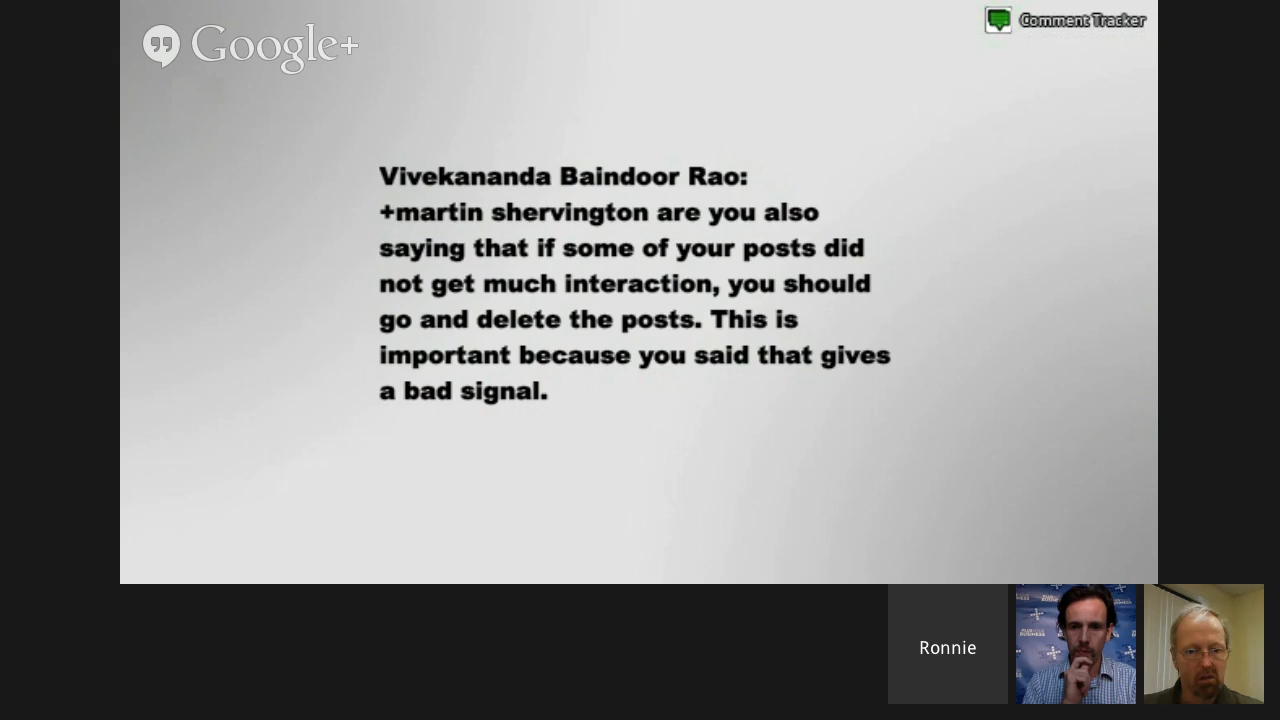 Google+
Comment Tracker
Vivekananda Baindoor Rao:
+martin shervington are you also
saying that if some of your posts did
not get much interaction, you should
go and delete the posts. This is
important because you said that gives
a bad signal.
Ronnie